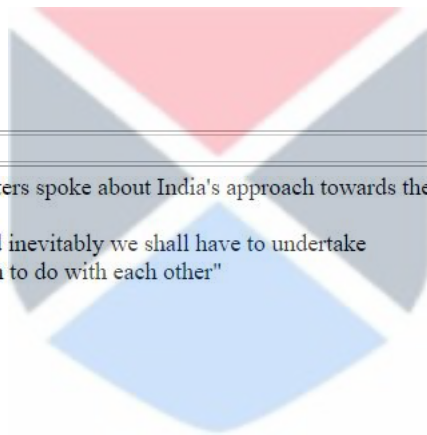 ers spoke about India's approach towards the
inevitably we shall have to undertake
to do with each other"